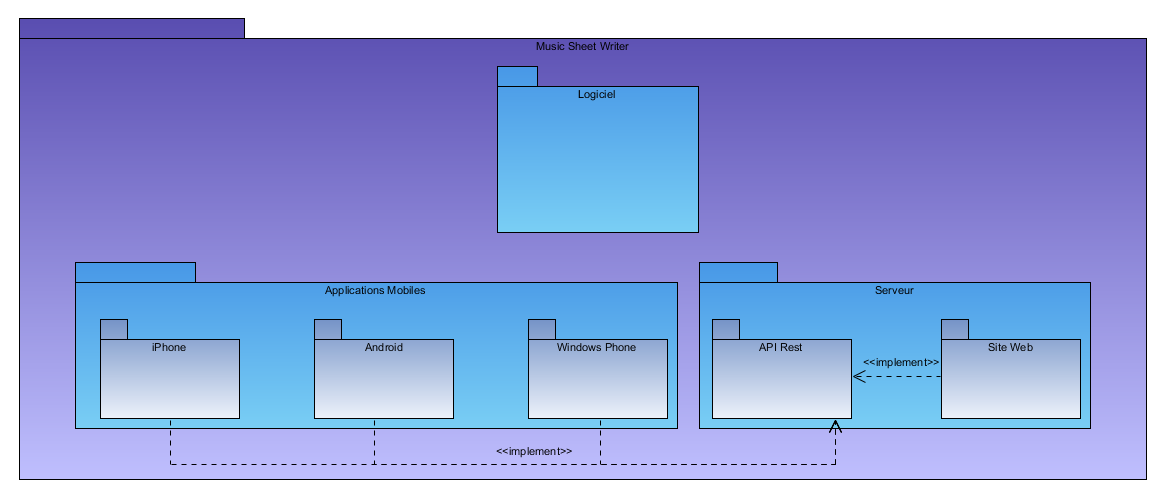 Music Sheet Writer
Logiciel
Applications Mobiles
Serveur
iPhone
Android
Windows Phone
API Rest
Site Web
<<implement>>
<<implement>>